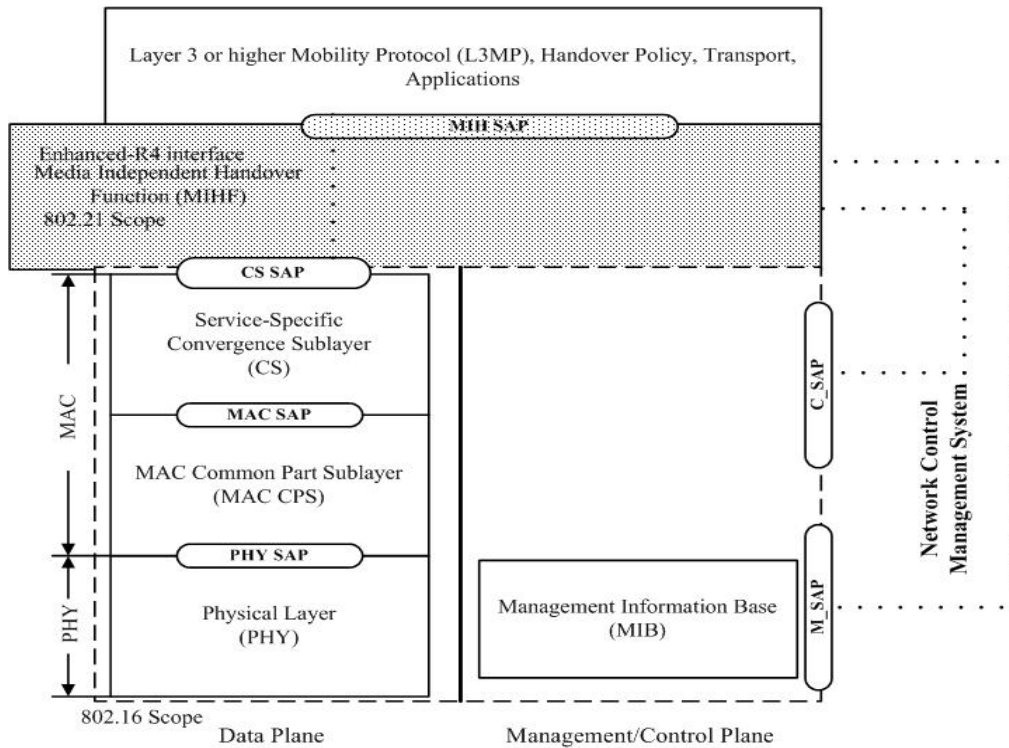 Layer 3 or higher Mobility Protocol (L3MP), Handover Policy, Transport,
Applications
MIH SAP
Enhanced-R4 interface
Media Independent Handover
Function (MIHF)
802.21 Scope
CS SAP
Service-Specific
Convergence Sublayer
(CS)
MAC SAP
MAC Common Part Sublayer
(MAC CPS)
PHY SAP
Physical Layer
(PHY)
MAC
PHY
802.16 Scope
Data Plane
Management Information Base
(MIB)
Management/Control Plane
C_SAP
M_SAP
Network Control
Management System